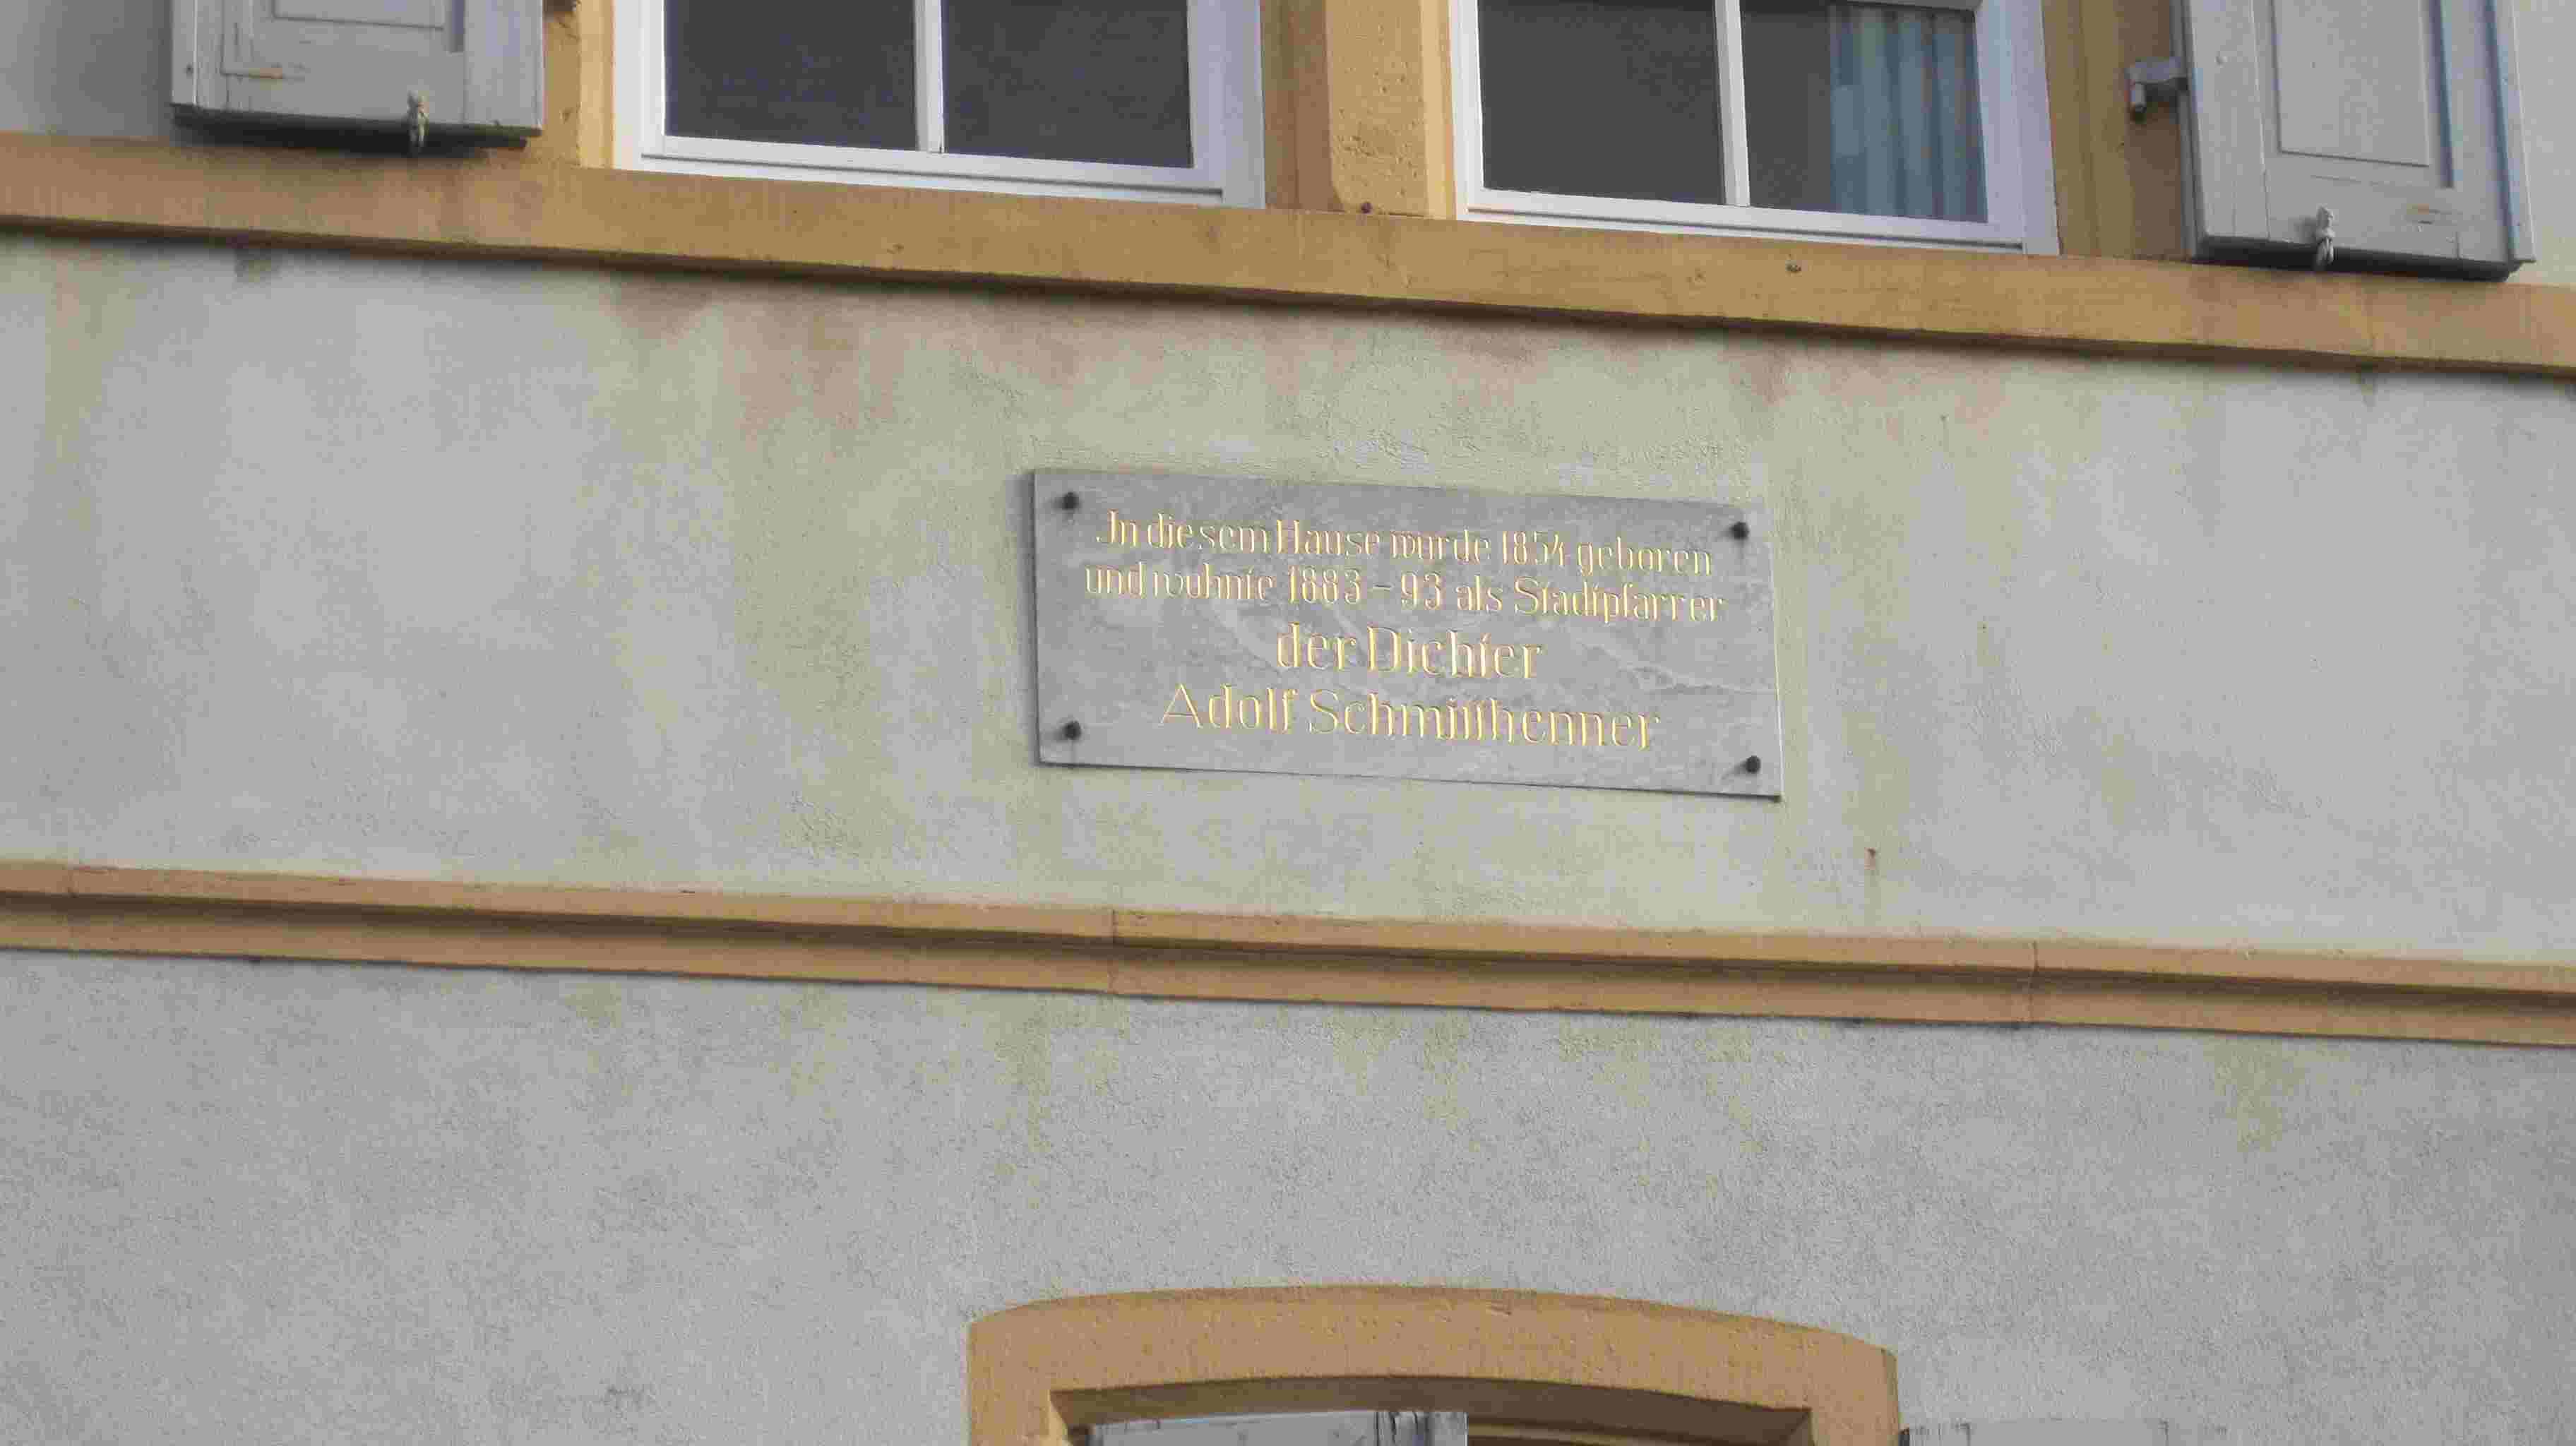 In diesem Hause wurde 1854 geboren
und wohnte 1883 - 93 als Stadtpfarrer
der Dichter
Adolf Schmitthenner